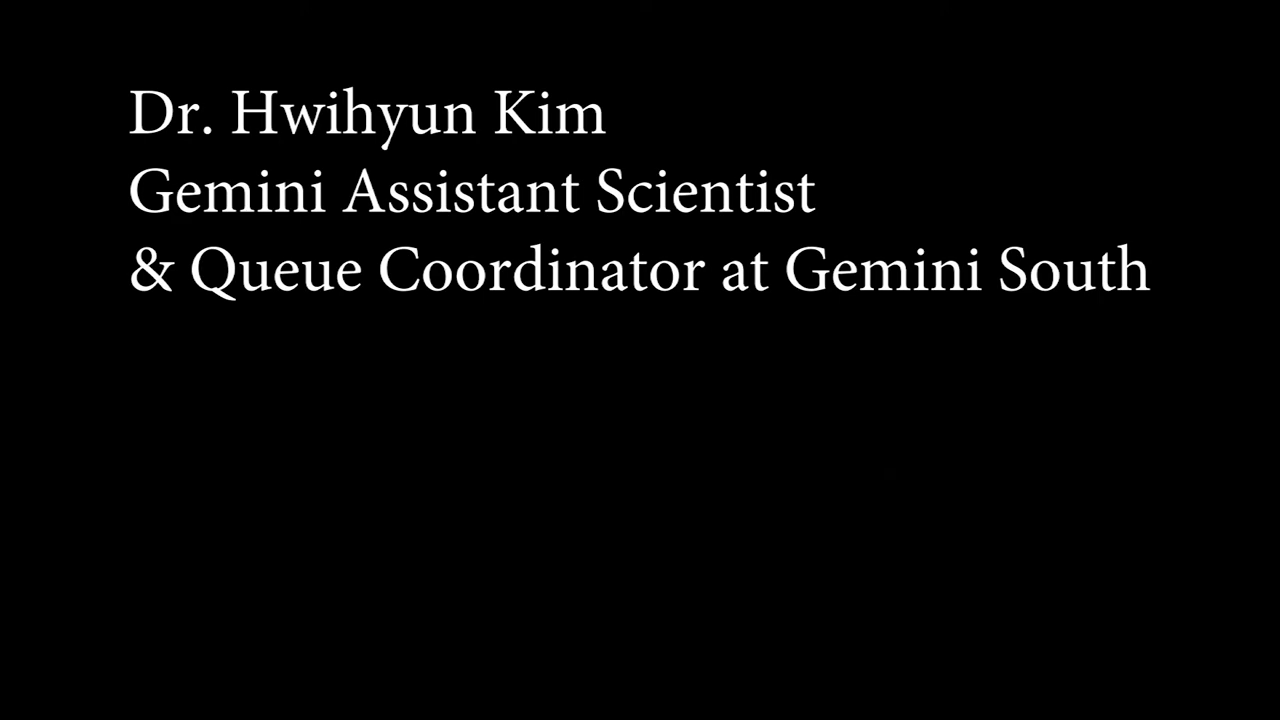 Dr. Hwihyun Kim
Gemini Assistant Scientist
& Queue Coordinator at Gemini South